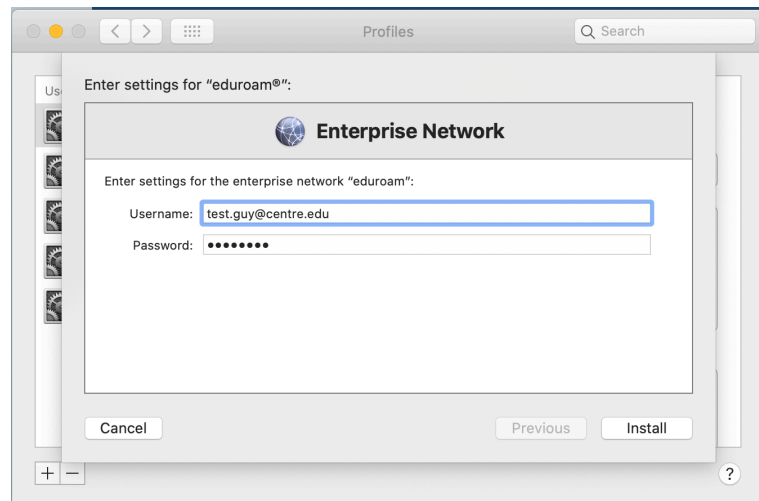 Profiles
Search
Use
Enter settings for “eduroam®”:
Enterprise Network
Enter settings for the enterprise network “eduroam”:
Username: test.guy@centre.edu
Password: ••••••••
Cancel
Previous
Install
+ −
?